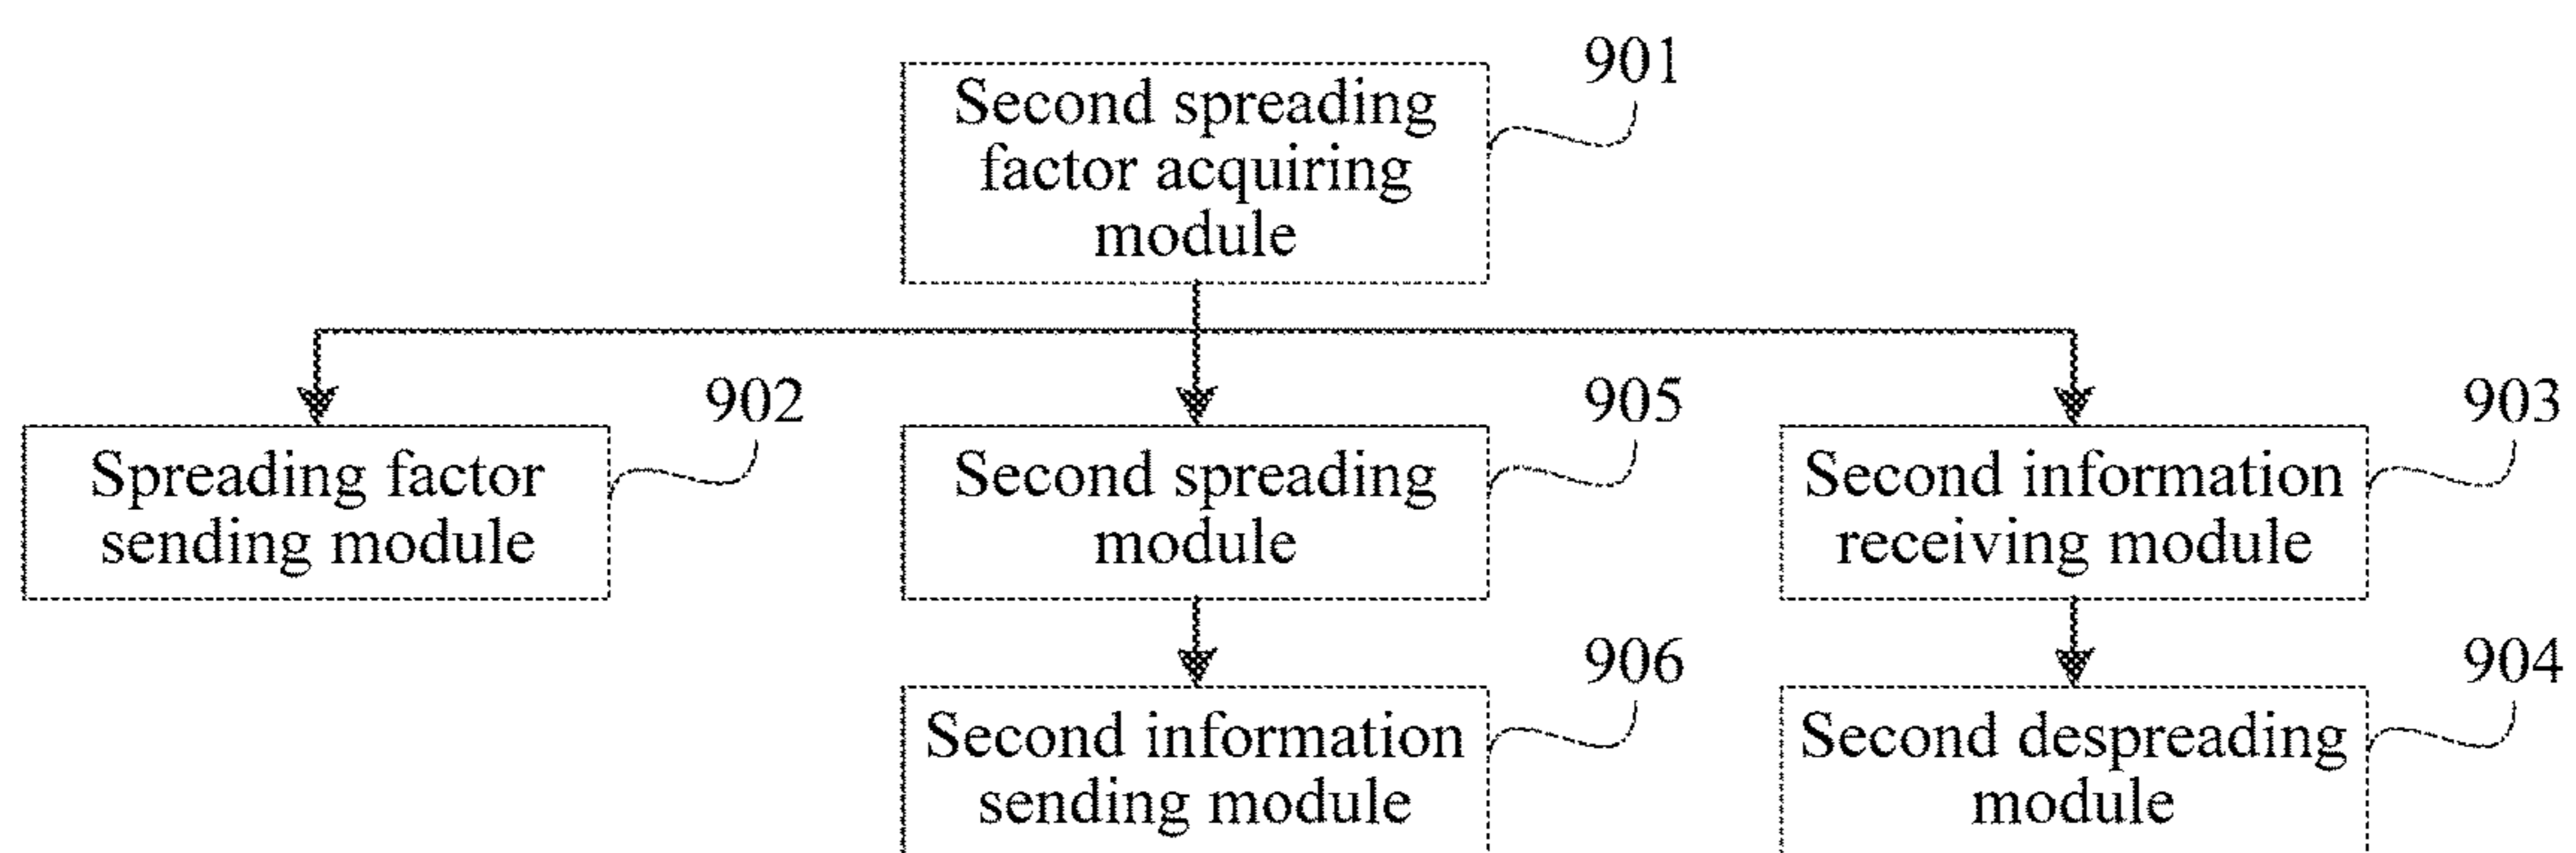 901
Second spreading
factor acquiring
module
902
Spreading factor
sending module
905
Second spreading
module
903
Second information
receiving module
906
Second information
sending module
904
Second despreading
module